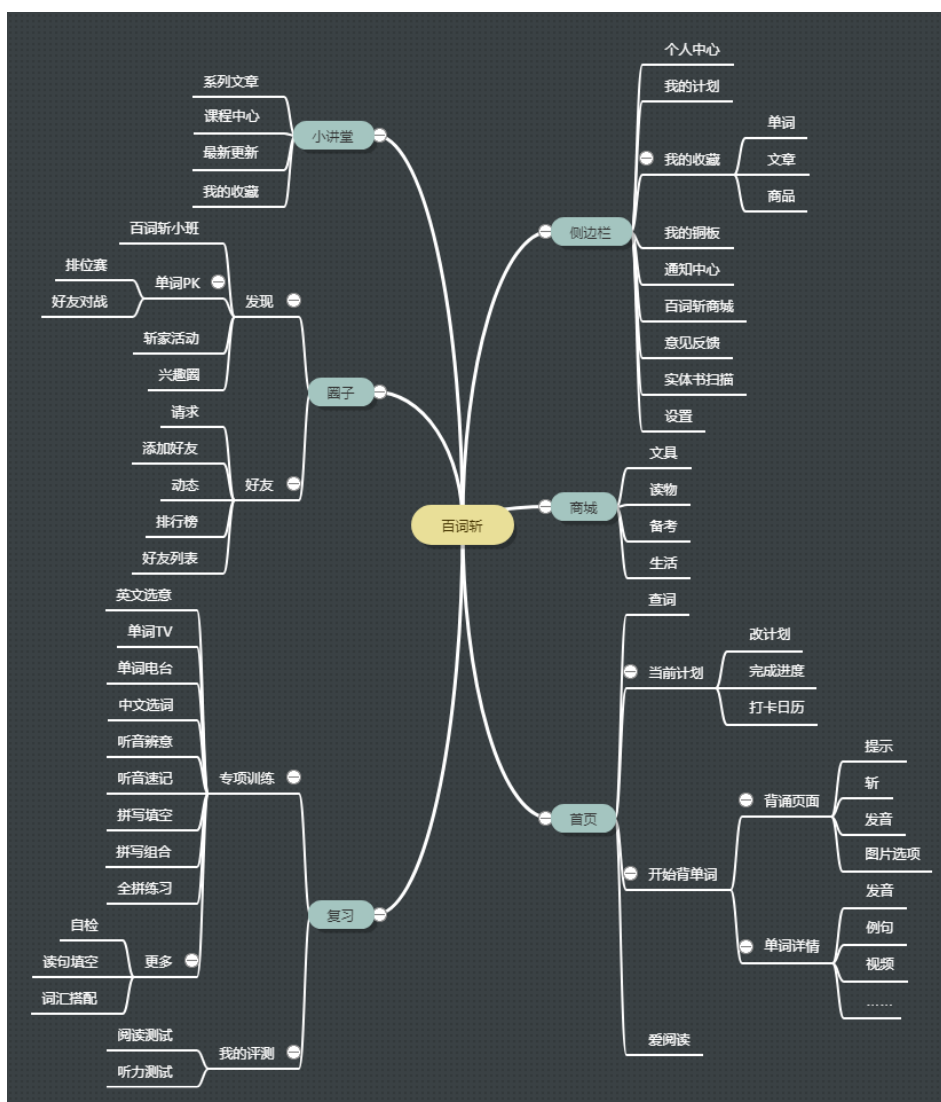 百词斩
小讲堂
系列文章
课程中心
最新更新
我的收藏
圈子
发现
百词斩小班
单词PK
排位赛
好友对战
斩家活动
兴趣圈
好友
请求
添加好友
动态
排行榜
好友列表
复习
专项训练
英文选意
单词TV
单词电台
中文选词
听音辨意
听音速记
拼写填空
拼写组合
全拼练习
更多
自检
读句填空
词汇搭配
我的评测
阅读测试
听力测试
侧边栏
个人中心
我的计划
我的收藏
单词
文章
商品
我的铜板
通知中心
百词斩商城
意见反馈
实体书扫描
设置
商城
文具
读物
备考
生活
首页
查词
当前计划
改计划
完成进度
打卡日历
开始背单词
背诵页面
提示
斩
发音
图片选项
单词详情
发音
例句
视频
......
爱阅读